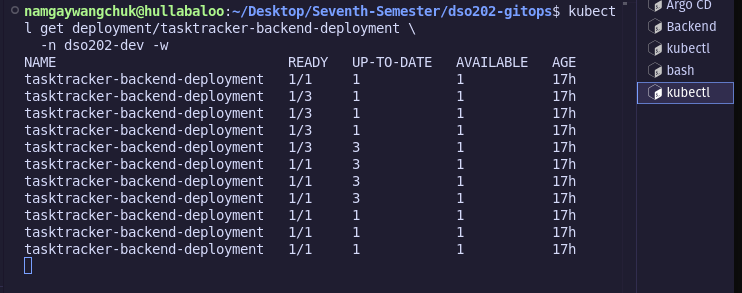 namgaywangchuk@hullabaloo:~/Desktop/Seventh-Semester/dso202-gitops$ kubect
l get deployment/tasktracker-backend-deployment \
  -n dso202-dev -w
NAME                             READY   UP-TO-DATE   AVAILABLE   AGE
tasktracker-backend-deployment   1/1     1            1           17h
tasktracker-backend-deployment   1/3     1            1           17h
tasktracker-backend-deployment   1/3     1            1           17h
tasktracker-backend-deployment   1/3     1            1           17h
tasktracker-backend-deployment   1/3     3            1           17h
tasktracker-backend-deployment   1/1     3            1           17h
tasktracker-backend-deployment   1/1     3            1           17h
tasktracker-backend-deployment   1/1     3            1           17h
tasktracker-backend-deployment   1/1     1            1           17h
tasktracker-backend-deployment   1/1     1            1           17h
tasktracker-backend-deployment   1/1     1            1           17h
Argo CD
Backend
kubectl
bash
kubectl